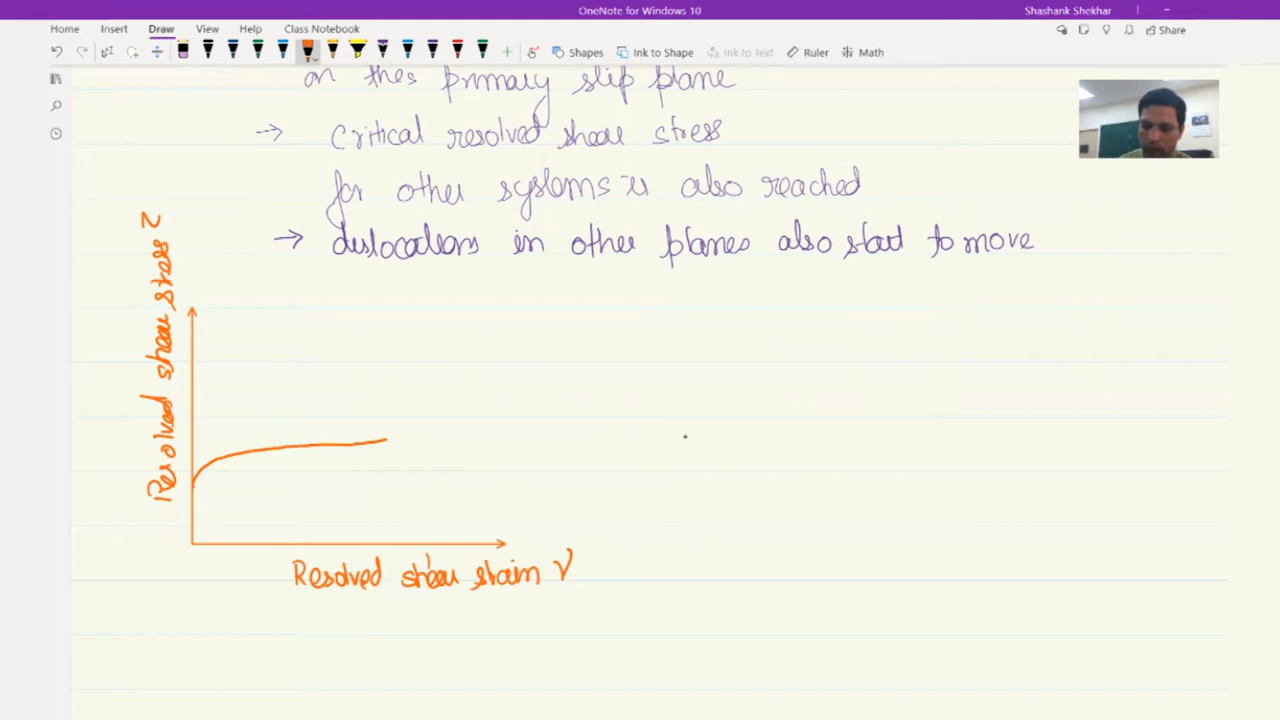 OneNote for Windows 10
Shashank Shekhar
Home Insert Draw View Help Class Notebook
Shapes Ink to Shape Ink to Text Ruler Math
Share
on thes primary slip plane
→ Critical resolved shear stress
for other systems is also reached
→ dislocations in other planes also start to move
Resolved shear stress τ
Resolved shear stain γ